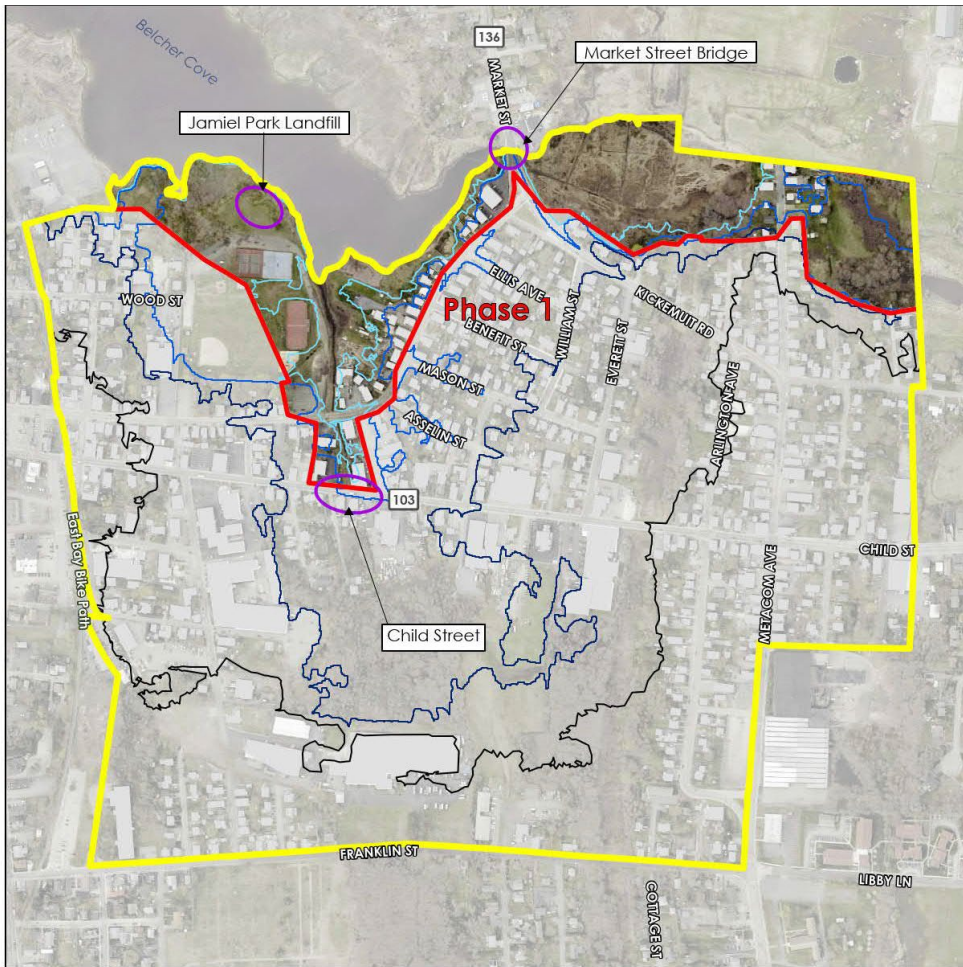 Belcher Cove
136
MARKET ST
Market Street Bridge
Jamiel Park Landfill
WOOD ST
ELLIS AVE
Phase 1
BENEFIT ST
WILLIAM ST
KICKEMUIT RD
EVERETT ST
MASON ST
ARLINGTON AVE
ASSELIN ST
103
East Bay Bike Path
CHILD ST
METACOM AVE
Child Street
FRANKLIN ST
LIBBY LN
COTTAGE ST